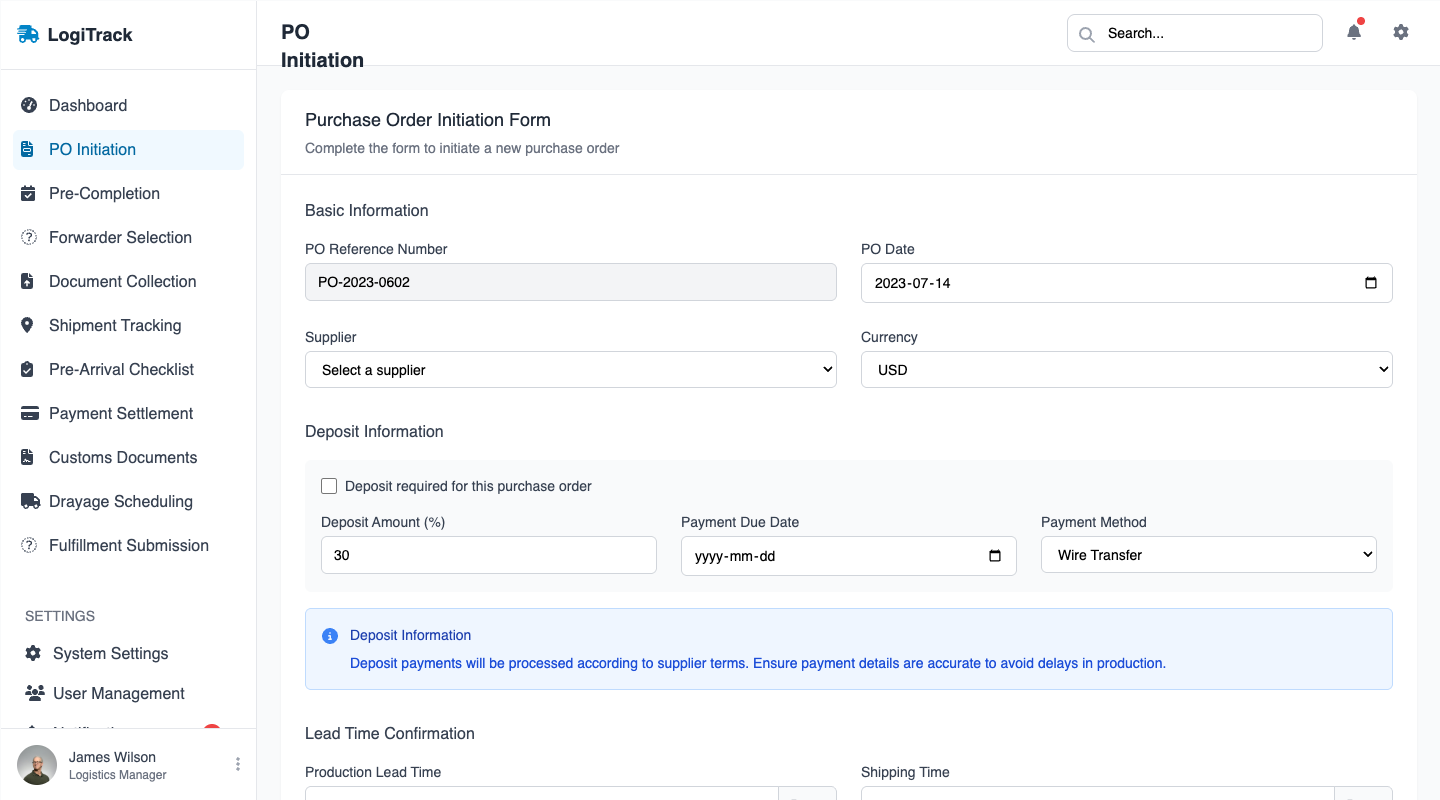 LogiTrack
Dashboard
PO Initiation
Pre-Completion
Forwarder Selection
Document Collection
Shipment Tracking
Pre-Arrival Checklist
Payment Settlement
Customs Documents
Drayage Scheduling
Fulfillment Submission
SETTINGS
System Settings
User Management
James Wilson
Logistics Manager
PO
Initiation
Search...
Purchase Order Initiation Form
Complete the form to initiate a new purchase order
Basic Information
PO Reference Number
PO-2023-0602
PO Date
2023-07-14
Supplier
Select a supplier
Currency
USD
Deposit Information
Deposit required for this purchase order
Deposit Amount (%)
30
Payment Due Date
yyyy-mm-dd
Payment Method
Wire Transfer
Deposit Information
Deposit payments will be processed according to supplier terms. Ensure payment details are accurate to avoid delays in production.
Lead Time Confirmation
Production Lead Time
Shipping Time